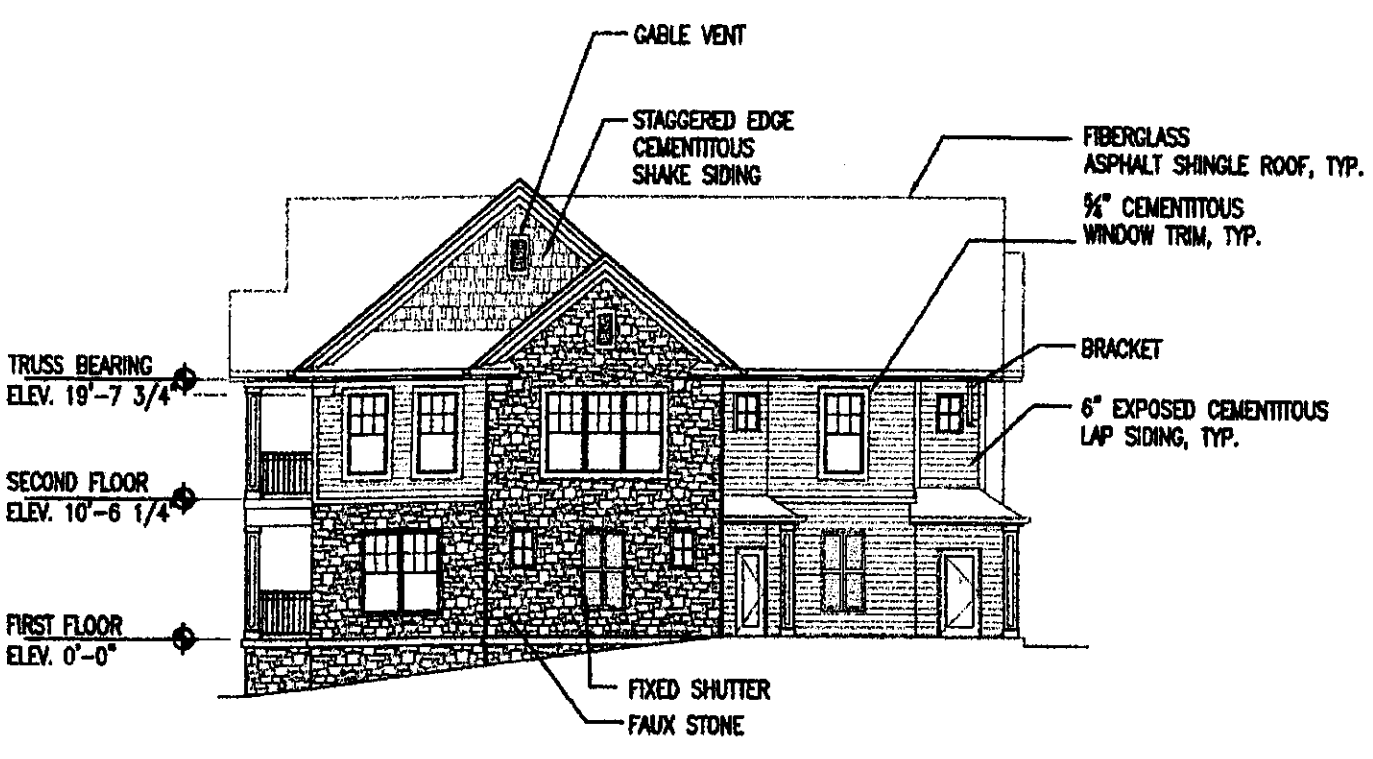 GABLE VENT
STAGGERED EDGE
CEMENTITOUS
SHAKE SIDING
FIBERGLASS
ASPHALT SHINGLE ROOF, TYP.
5/4" CEMENTITOUS
WINDOW TRIM, TYP.
BRACKET
6" EXPOSED CEMENTITOUS
LAP SIDING, TYP.
TRUSS BEARING
ELEV. 19'-7 3/4"
SECOND FLOOR
ELEV. 10'-6 1/4"
FIRST FLOOR
ELEV. 0'-0"
FIXED SHUTTER
FAUX STONE